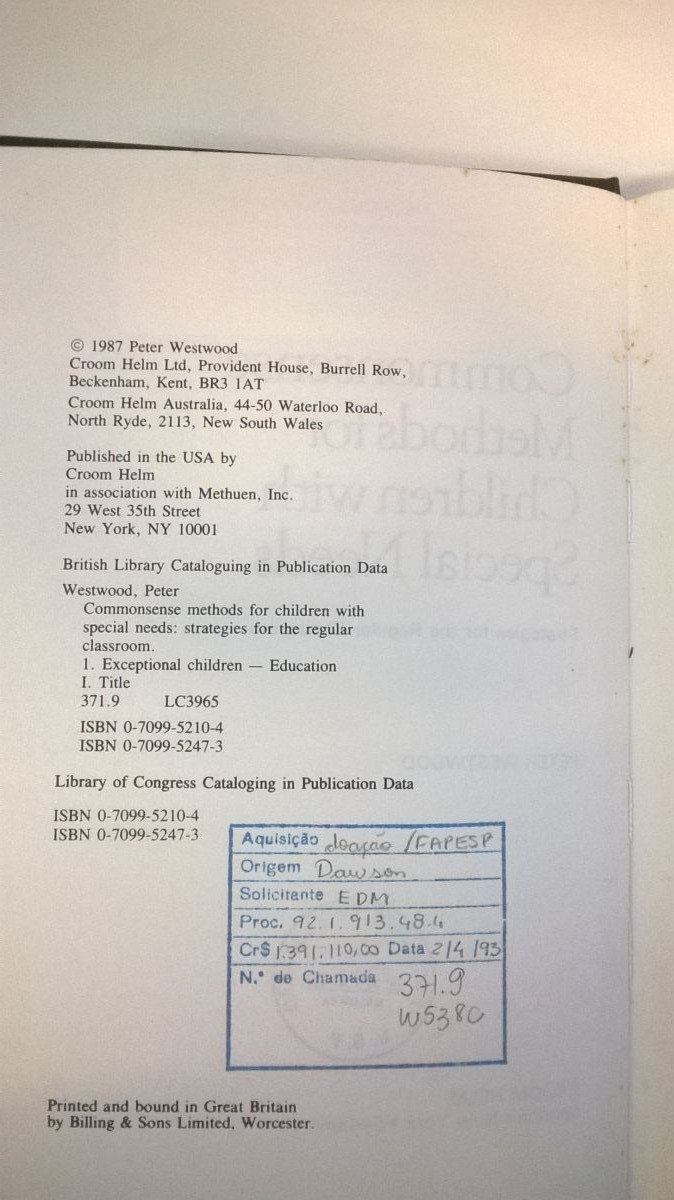 © 1987 Peter Westwood
Croom Helm Ltd, Provident House, Burrell Row,
Beckenham, Kent, BR3 1AT
Croom Helm Australia, 44-50 Waterloo Road,
North Ryde, 2113, New South Wales
Published in the USA by
Croom Helm
in association with Methuen, Inc.
29 West 35th Street
New York, NY 10001
British Library Cataloguing in Publication Data
Westwood, Peter
Commonsense methods for children with
special needs: strategies for the regular
classroom.
1. Exceptional children — Education
I. Title
371.9 LC3965
ISBN 0-7099-5210-4
ISBN 0-7099-5247-3
Library of Congress Cataloging in Publication Data
ISBN 0-7099-5210-4
ISBN 0-7099-5247-3
Aquisição doação /FAPESP
Origem Dawson
Solicitante EDM
Proc. 92.1.913.48.4
Cr$ 1.391.110,00 Data 2/4/93
N.º de Chamada 371.9
W538c
Printed and bound in Great Britain
by Billing & Sons Limited, Worcester.